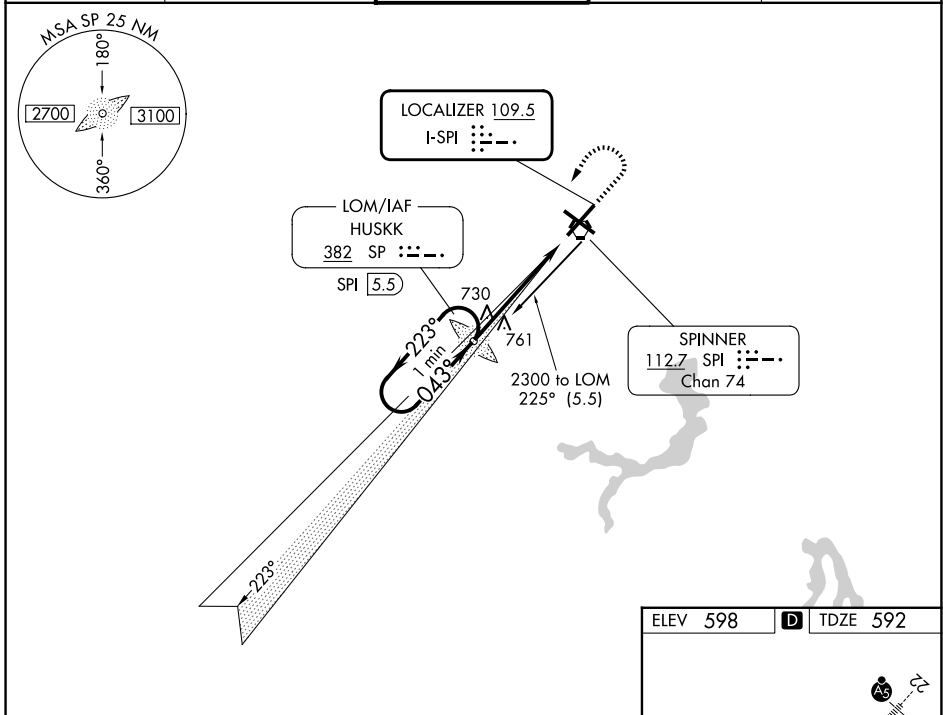 MSA SP 25 NM
180°
2700
3100
360°
LOCALIZER 109.5
I-SPI
LOM/IAF
HUSKK
382 SP
SPI 5.5
730
761
223°
1 min
043°
2300 to LOM
225° (5.5)
SPINNER
112.7 SPI
Chan 74
223°
ELEV 598 D TDZE 592
A5
22